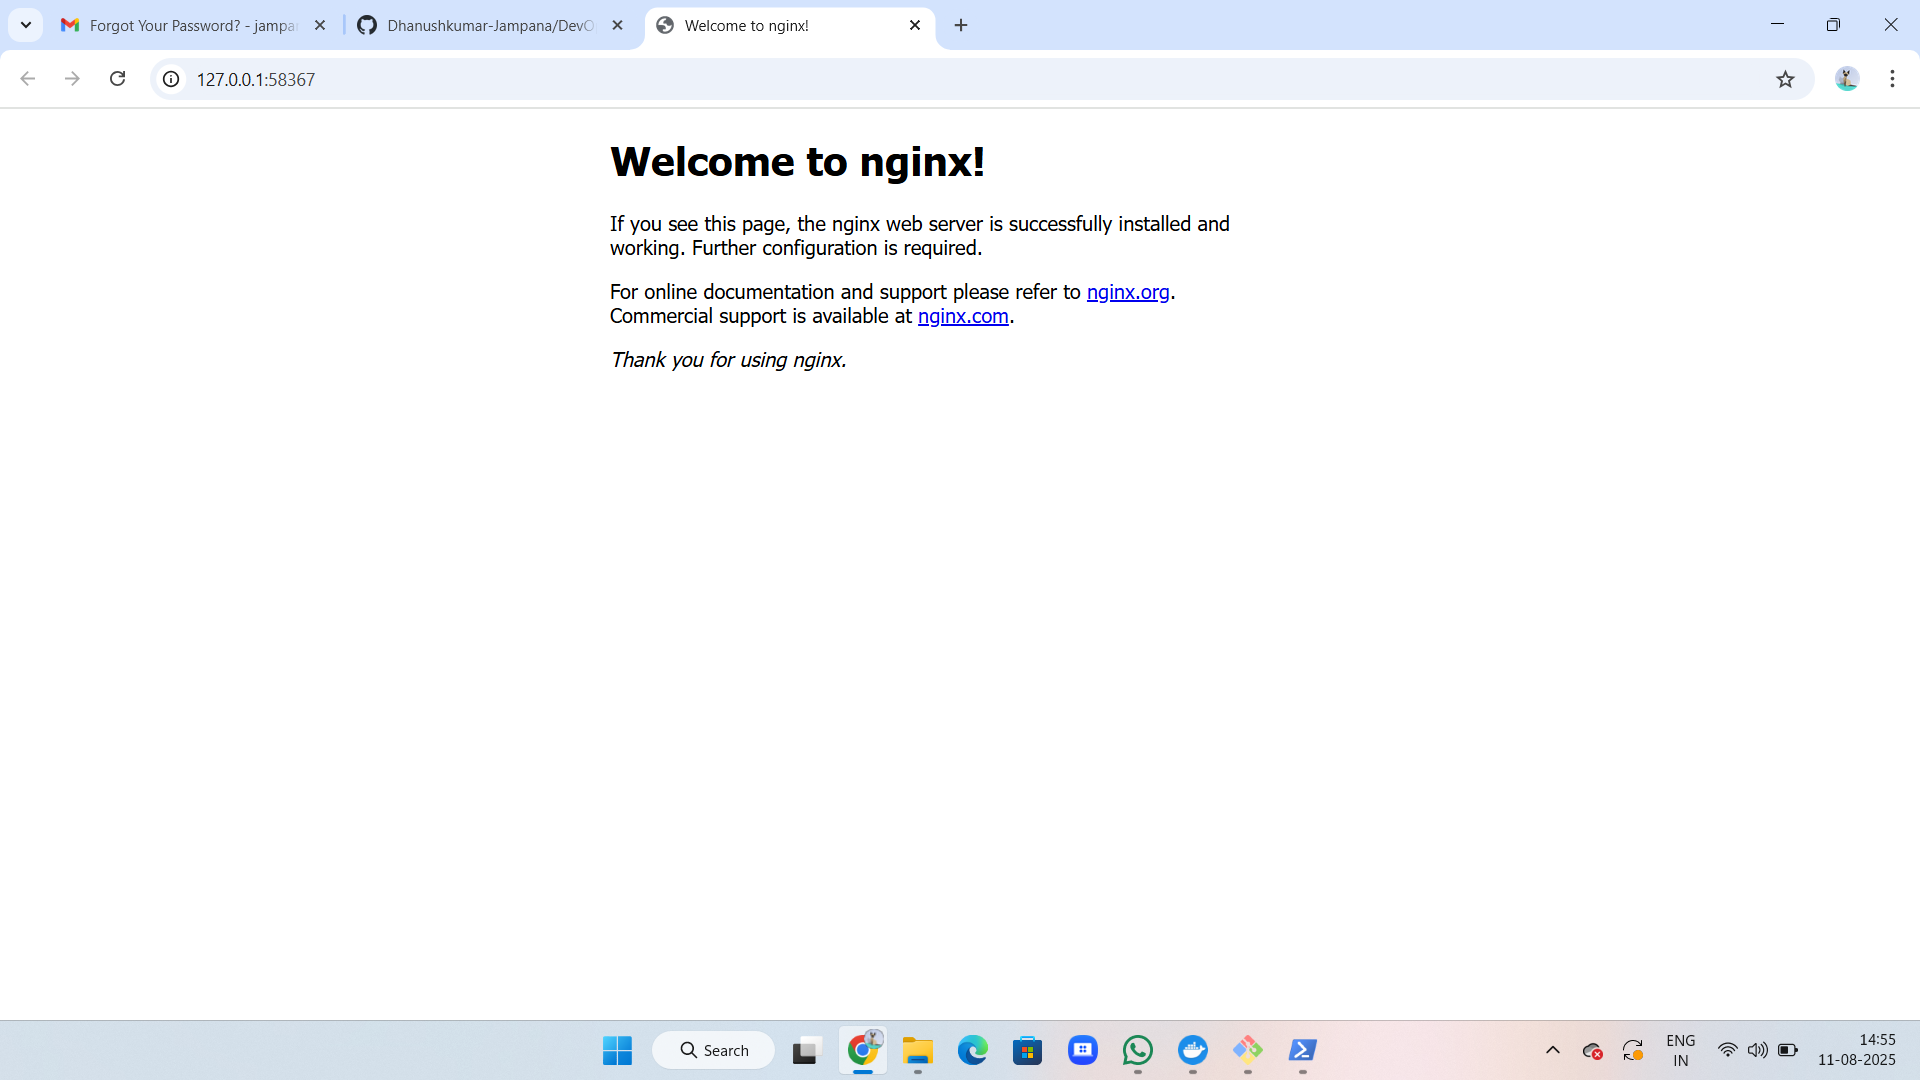 Forgot Your Password? - jampa
Dhanushkumar-Jampana/DevO
Welcome to nginx!
127.0.0.1:58367
Welcome to nginx!
If you see this page, the nginx web server is successfully installed and
working. Further configuration is required.
For online documentation and support please refer to nginx.org.
Commercial support is available at nginx.com.
Thank you for using nginx.
Search
ENG
IN
14:55
11-08-2025